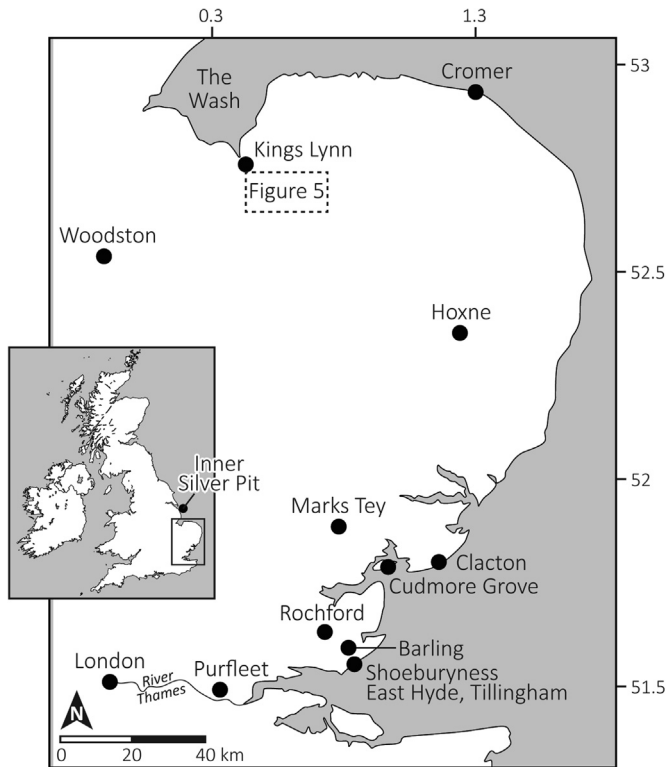 0.3
1.3
The
Wash
Cromer
53
Kings Lynn
Figure 5
Woodston
52.5
Hoxne
Inner
Silver Pit
52
Marks Tey
Clacton
Cudmore Grove
Rochford
Barling
London
River
Thames
Purfleet
Shoeburyness
East Hyde, Tillingham
51.5
N
0
20
40 km